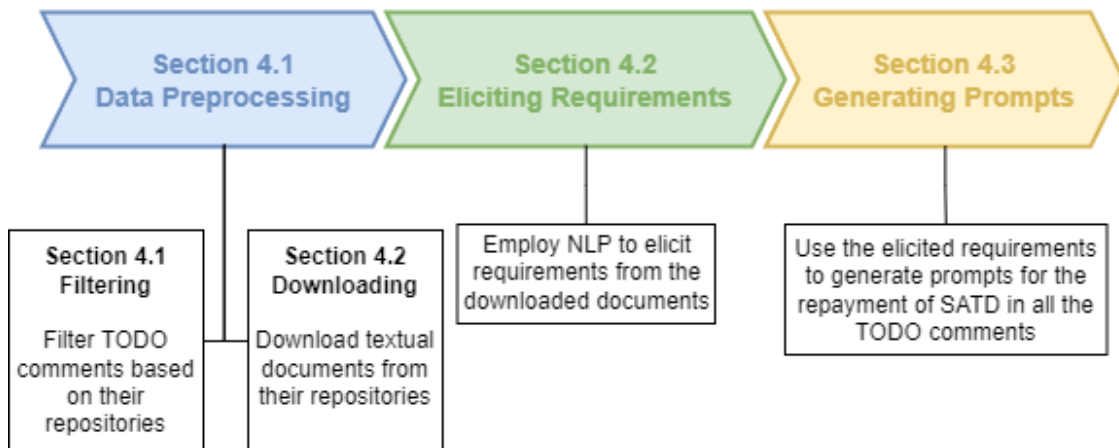 Section 4.1
Data Preprocessing
Section 4.2
Eliciting Requirements
Section 4.3
Generating Prompts
Section 4.1
Filtering
Filter TODO
comments based
on their
repositories
Section 4.2
Downloading
Download textual
documents from
their repositories
Employ NLP to elicit
requirements from the
downloaded documents
Use the elicited requirements
to generate prompts for the
repayment of SATD in all the
TODO comments